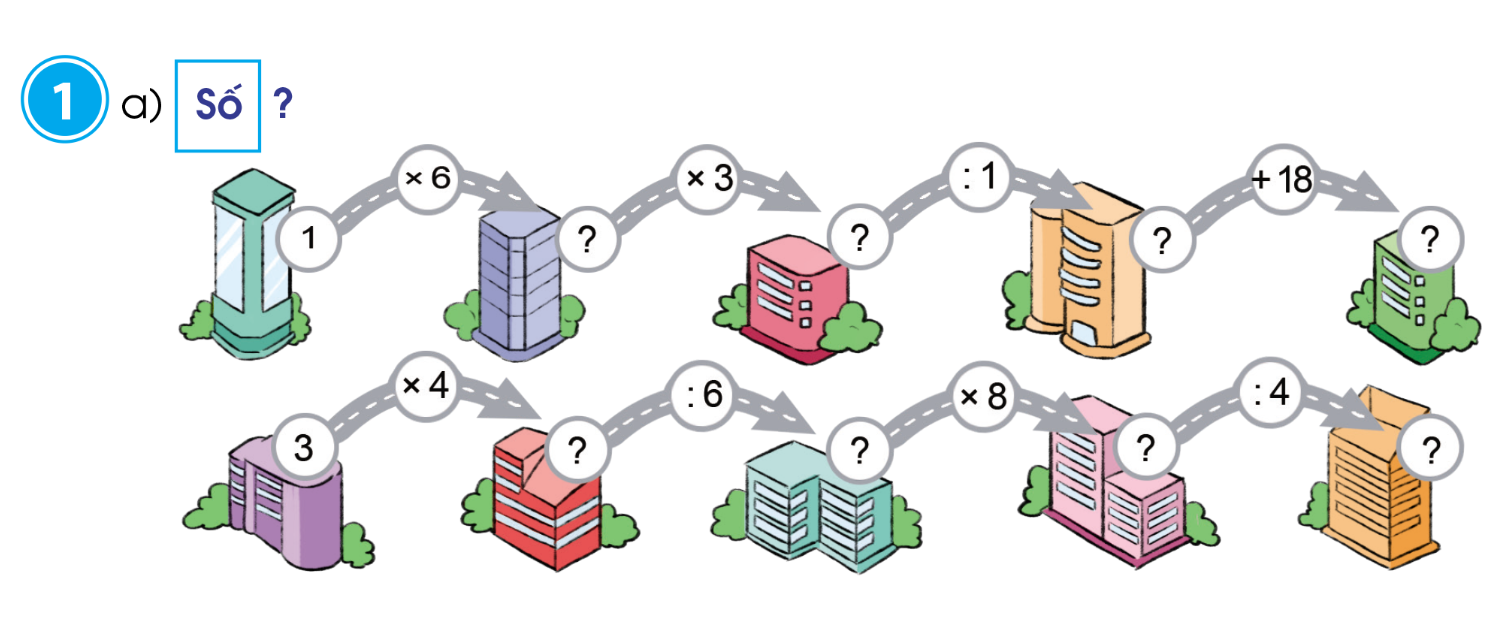 1 a) Số ?
× 6 × 3 : 1 + 18
1 ? ? ? ?
× 4 : 6 × 8 : 4
3 ? ? ? ?